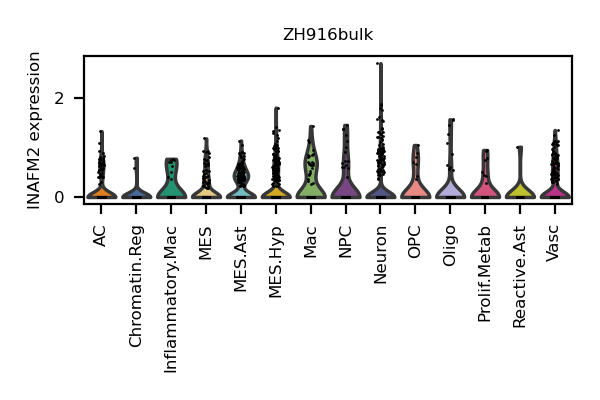 ZH916bulk
INAFM2 expression
2
0
AC
Chromatin.Reg
Inflammatory.Mac
MES
MES.Ast
MES.Hyp
Mac
NPC
Neuron
OPC
Oligo
Prolif.Metab
Reactive.Ast
Vasc